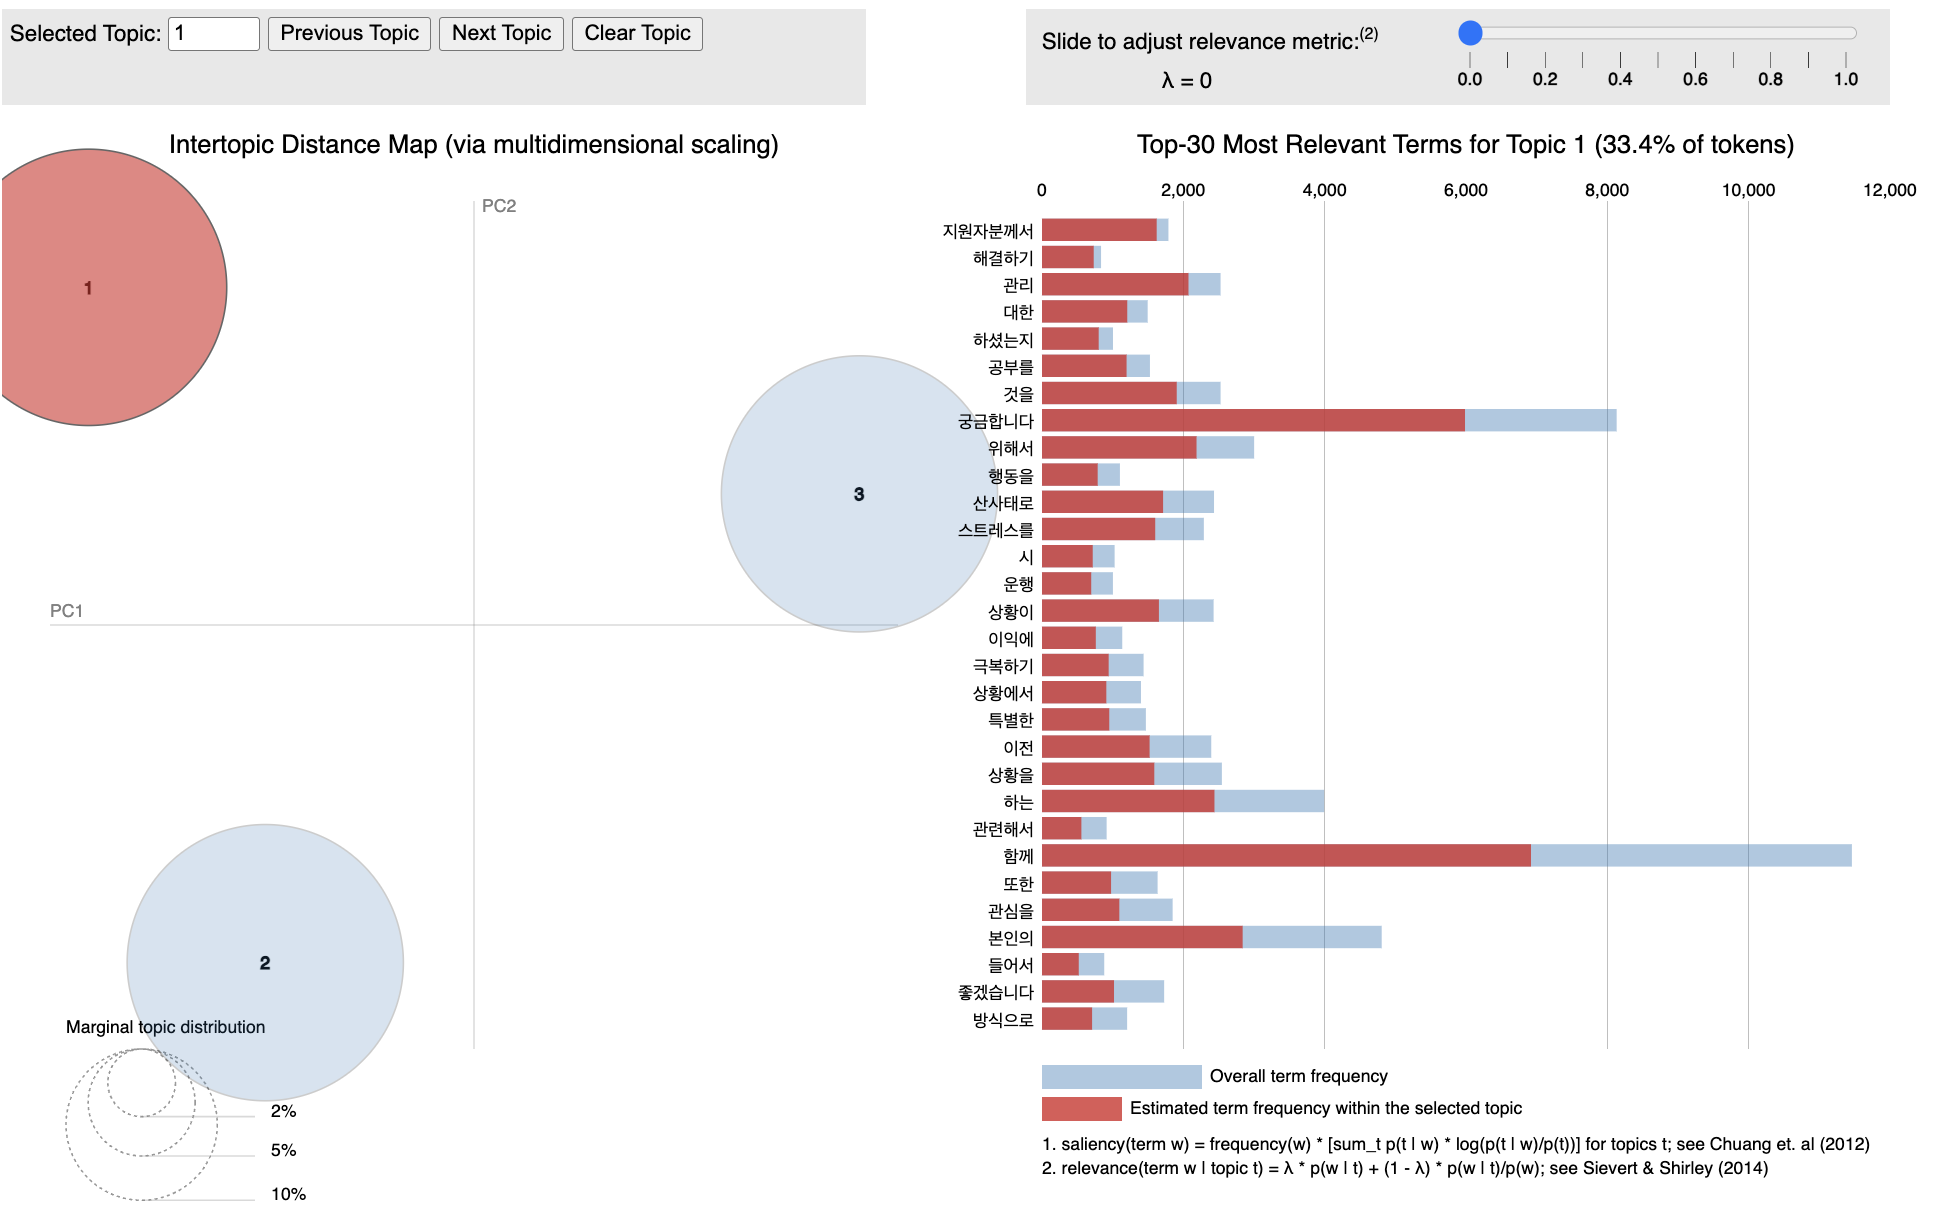 Selected Topic: 1 Previous Topic Next Topic Clear Topic
Slide to adjust relevance metric:(2)
λ = 0
0.0 0.2 0.4 0.6 0.8 1.0
Intertopic Distance Map (via multidimensional scaling)
PC2
PC1
1
3
2
Marginal topic distribution
2%
5%
10%
Top-30 Most Relevant Terms for Topic 1 (33.4% of tokens)
0 2,000 4,000 6,000 8,000 10,000 12,000
지원자분께서
해결하기
관리
대한
하셨는지
공부를
것을
궁금합니다
위해서
행동을
산사태로
스트레스를
시
운행
상황이
이익에
극복하기
상황에서
특별한
이전
상황을
하는
관련해서
함께
또한
관심을
본인의
들어서
좋겠습니다
방식으로
Overall term frequency
Estimated term frequency within the selected topic
1. saliency(term w) = frequency(w) * [sum_t p(t | w) * log(p(t | w)/p(t))] for topics t; see Chuang et. al (2012)
2. relevance(term w | topic t) = λ * p(w | t) + (1 - λ) * p(w | t)/p(w); see Sievert & Shirley (2014)